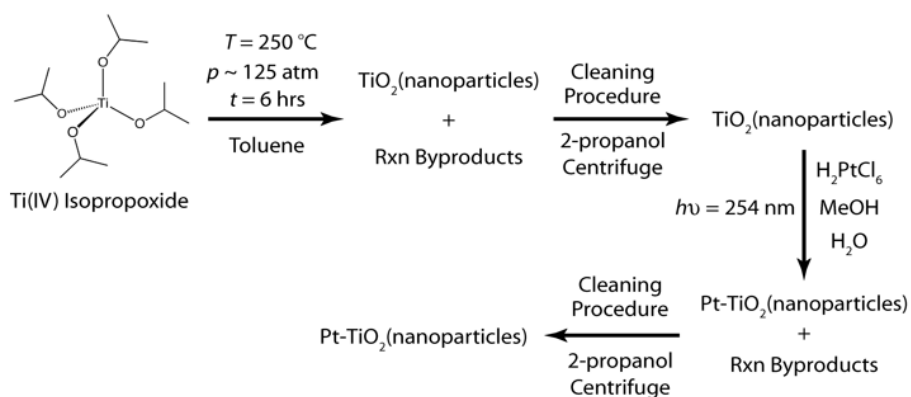 O
O
Ti
O
O
Ti(IV) Isopropoxide
T = 250 °C
p ~ 125 atm
t = 6 hrs
Toluene
TiO₂(nanoparticles)
+
Rxn Byproducts
Cleaning
Procedure
2-propanol
Centrifuge
TiO₂(nanoparticles)
hυ = 254 nm
H₂PtCl₆
MeOH
H₂O
Pt-TiO₂(nanoparticles)
+
Rxn Byproducts
Cleaning
Procedure
2-propanol
Centrifuge
Pt-TiO₂(nanoparticles)